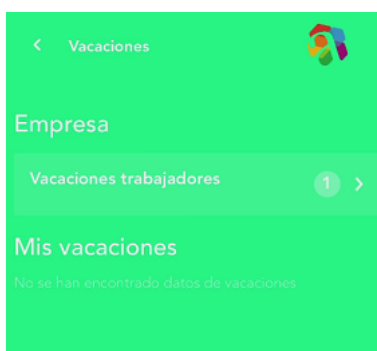 Vacaciones
Empresa
Vacaciones trabajadores
1
Mis vacaciones
No se han encontrado datos de vacaciones